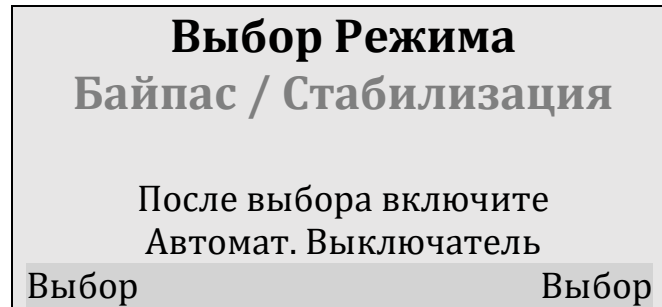 Выбор Режима
Байпас / Стабилизация
После выбора включите
Автомат. Выключатель
Выбор Выбор